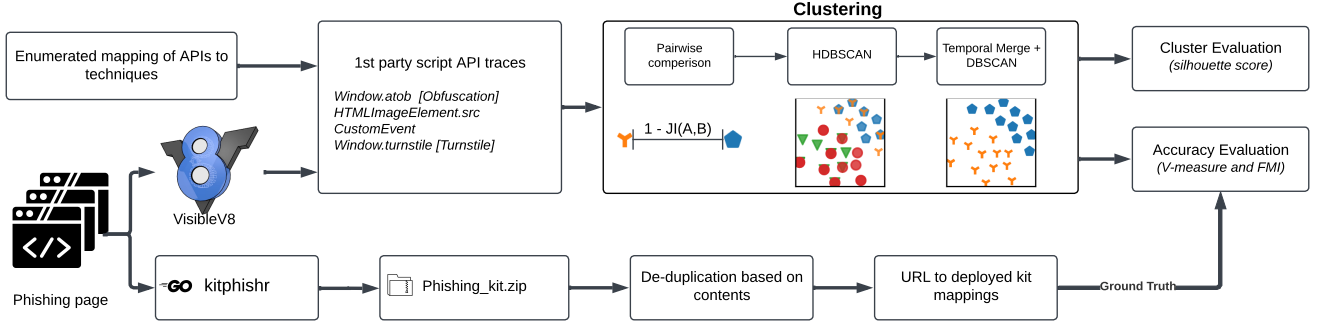 Clustering
Enumerated mapping of APIs to
techniques
1st party script API traces
Window.atob [Obfuscation]
HTMLImageElement.src
CustomEvent
Window.turnstile [Turnstile]
Pairwise
comparison
HDBSCAN
Temporal Merge +
DBSCAN
1 - JI(A,B)
Cluster Evaluation
(silhouette score)
Accuracy Evaluation
(V-measure and FMI)
VisibleV8
Phishing page
GO
kitphishr
Phishing_kit.zip
De-duplication based on
contents
URL to deployed kit
mappings
Ground Truth